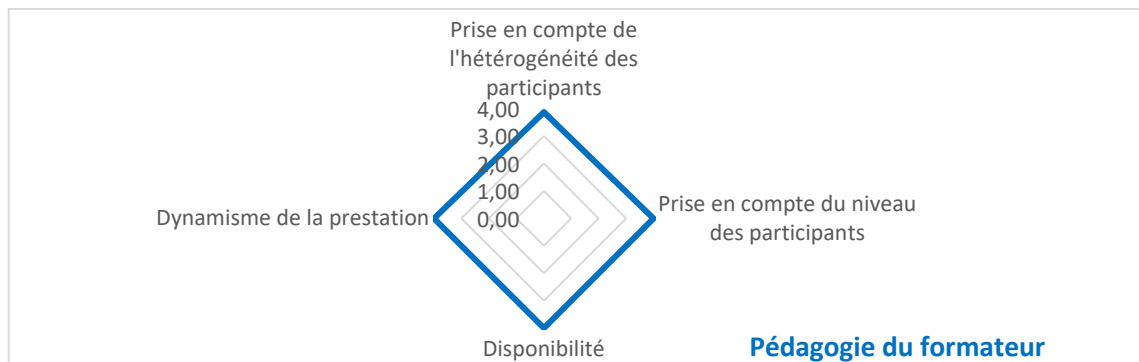 Prise en compte de
l'hétérogénéité des
participants
4,00
3,00
2,00
1,00
0,00
Dynamisme de la prestation
Prise en compte du niveau
des participants
Disponibilité
Pédagogie du formateur